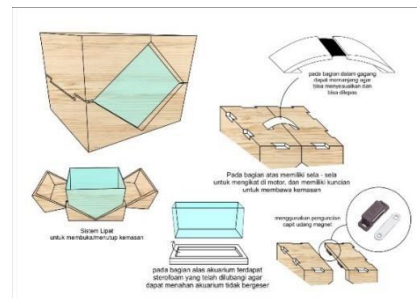 pada bagian dalam gagang
dapat memanjang agar
bisa menyesuaikan dan
bisa dilepas
Pada bagian atas memiliki sela - sela
untuk mengikat di motor, dan memiliki kuncian
untuk membawa kemasan
Sistem Lipat
untuk membuka/menutup kemasan
menggunakan penguncian
capit udang magnet
pada bagian alas akuarium terdapat
sterofoam yang telah dilubangi agar
dapat menahan akuarium tidak bergeser